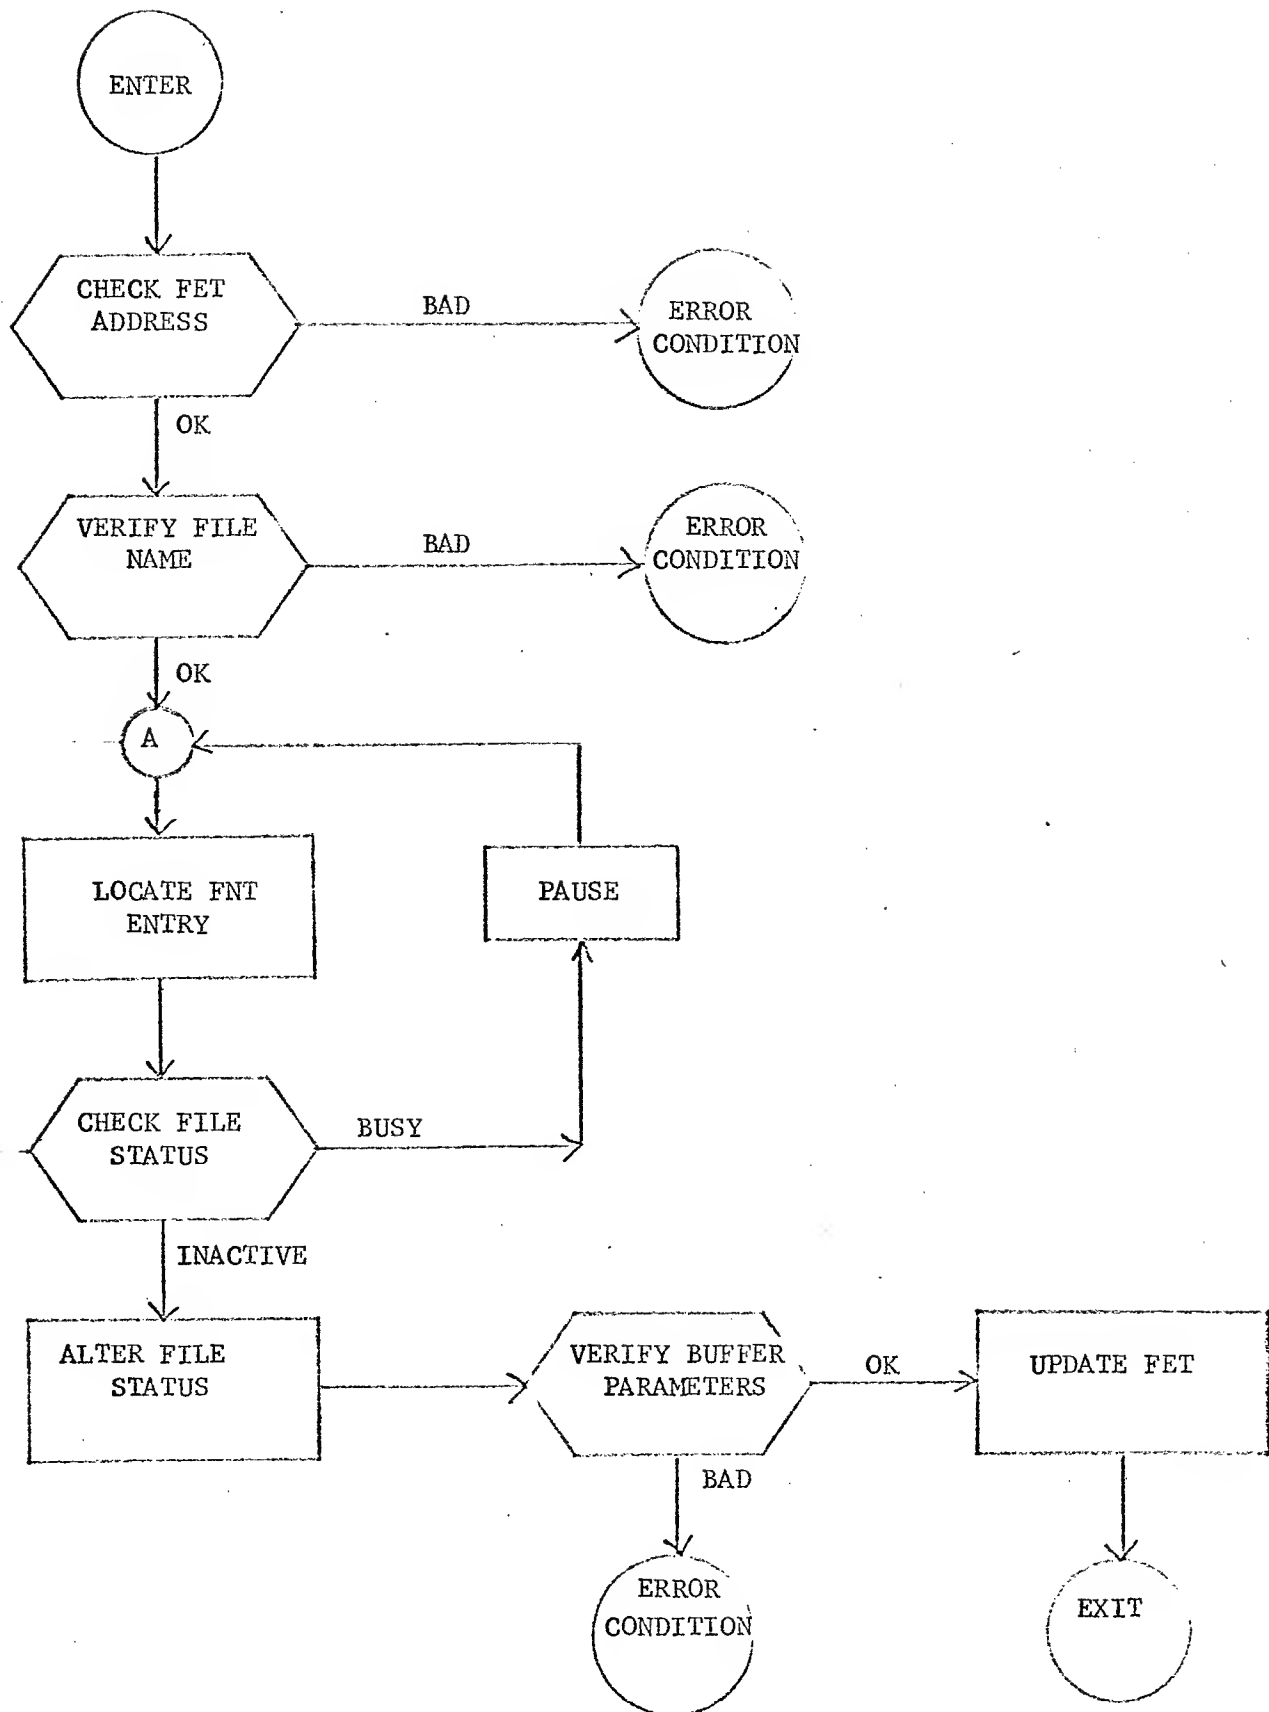 ENTER
CHECK FET
ADDRESS
BAD
ERROR
CONDITION
OK
VERIFY FILE
NAME
BAD
ERROR
CONDITION
OK
A
LOCATE FNT
ENTRY
PAUSE
CHECK FILE
STATUS
BUSY
INACTIVE
ALTER FILE
STATUS
VERIFY BUFFER
PARAMETERS
OK
UPDATE FET
BAD
ERROR
CONDITION
EXIT